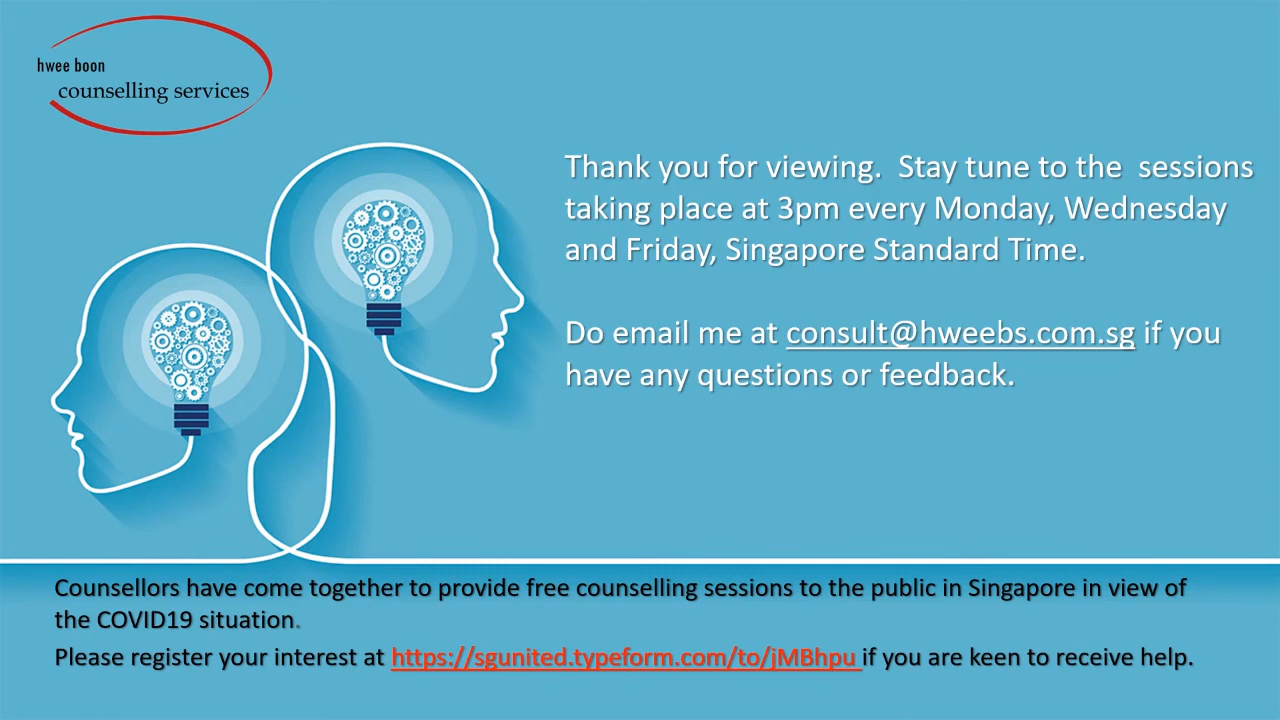 hwee boon
counselling services
Thank you for viewing.  Stay tune to the  sessions
taking place at 3pm every Monday, Wednesday
and Friday, Singapore Standard Time.
Do email me at consult@hweebs.com.sg if you
have any questions or feedback.
Counsellors have come together to provide free counselling sessions to the public in Singapore in view of
the COVID19 situation.
Please register your interest at https://sgunited.typeform.com/to/jMBhpu if you are keen to receive help.